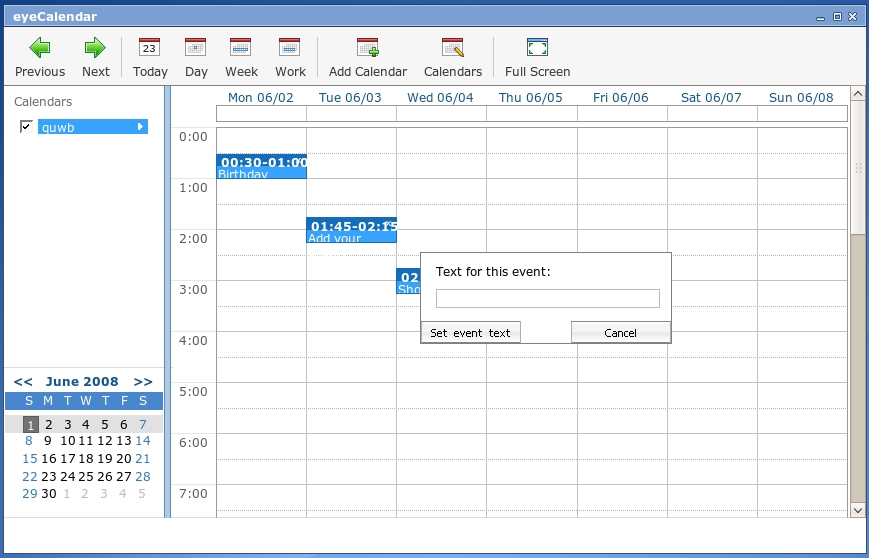 eyeCalendar
Previous Next Today Day Week Work Add Calendar Calendars Full Screen
23
Calendars
quwb
Mon 06/02 Tue 06/03 Wed 06/04 Thu 06/05 Fri 06/06 Sat 06/07 Sun 06/08
0:00
00:30-01:00
Birthday
1:00
01:45-02:15
Add your
2:00
02
Sho
3:00
4:00
5:00
6:00
7:00
Text for this event:
Set event text Cancel
<< June 2008 >>
S M T W T F S
1 2 3 4 5 6 7
8 9 10 11 12 13 14
15 16 17 18 19 20 21
22 23 24 25 26 27 28
29 30 1 2 3 4 5